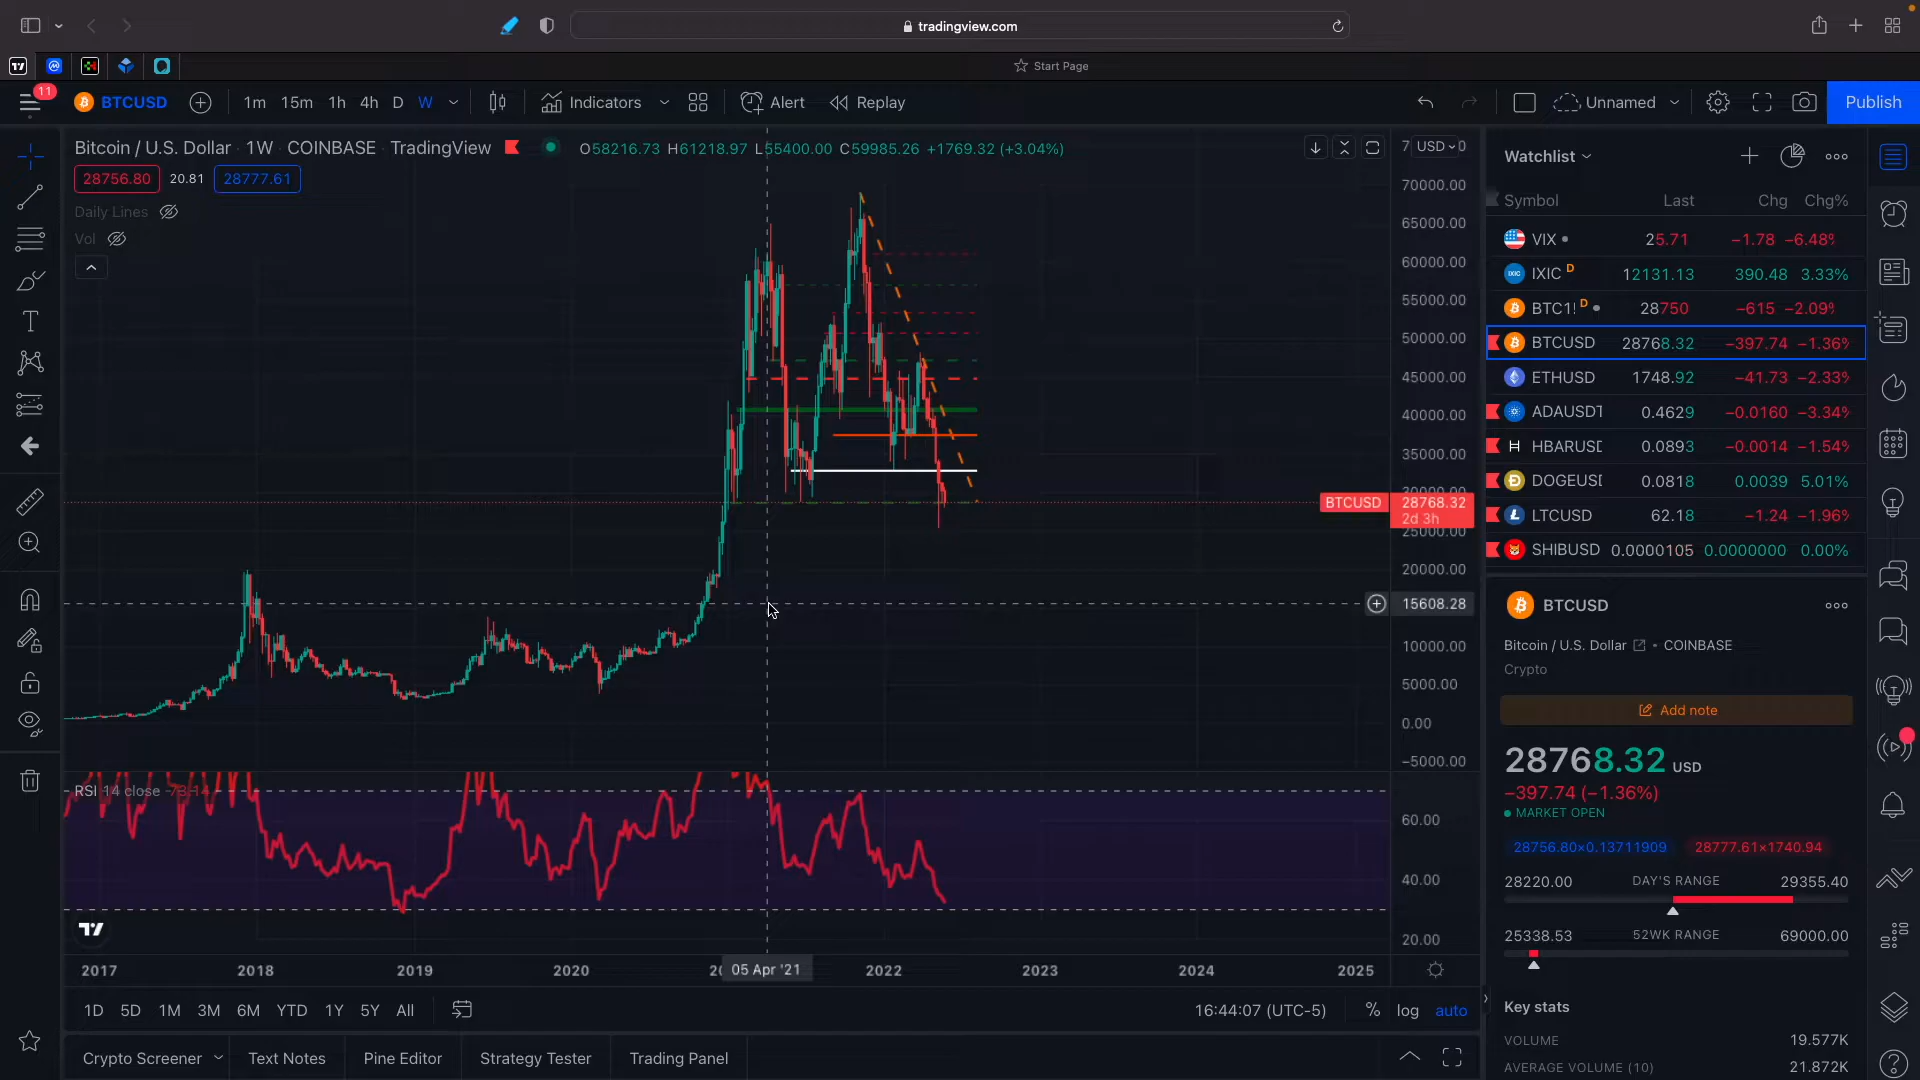 tradingview.com
Start Page
11
BTCUSD 1m 15m 1h 4h D W Indicators Alert Replay Unnamed Publish
Bitcoin / U.S. Dollar · 1W · COINBASE · TradingView O58216.73 H61218.97 L55400.00 C59985.26 +1769.32 (+3.04%) USD
28756.80 20.81 28777.61
Daily Lines
Vol
70000.00
65000.00
60000.00
55000.00
50000.00
45000.00
40000.00
35000.00
30000.00
BTCUSD 28768.32
2d 3h
25000.00
20000.00
15608.28
10000.00
5000.00
0.00
−5000.00
RSI 14 close 73.14
60.00
40.00
20.00
2017 2018 2019 2020 05 Apr '21 2022 2023 2024 2025
1D 5D 1M 3M 6M YTD 1Y 5Y All 16:44:07 (UTC-5) % log auto
Crypto Screener Text Notes Pine Editor Strategy Tester Trading Panel
Watchlist
Symbol Last Chg Chg%
VIX 25.71 −1.78 −6.48%
IXIC D 12131.13 390.48 3.33%
BTC1! D 28750 −615 −2.09%
BTCUSD 28768.32 −397.74 −1.36%
ETHUSD 1748.92 −41.73 −2.33%
ADAUSDT 0.4629 −0.0160 −3.34%
HBARUSD 0.0893 −0.0014 −1.54%
DOGEUSD 0.0818 0.0039 5.01%
LTCUSD 62.18 −1.24 −1.96%
SHIBUSD 0.0000105 0.0000000 0.00%
BTCUSD
Bitcoin / U.S. Dollar • COINBASE
Crypto
Add note
28768.32 USD
−397.74 (−1.36%)
MARKET OPEN
28756.80×0.13711909 28777.61×1740.94
28220.00 DAY'S RANGE 29355.40
25338.53 52WK RANGE 69000.00
Key stats
VOLUME 19.577K
AVERAGE VOLUME (10) 21.872K